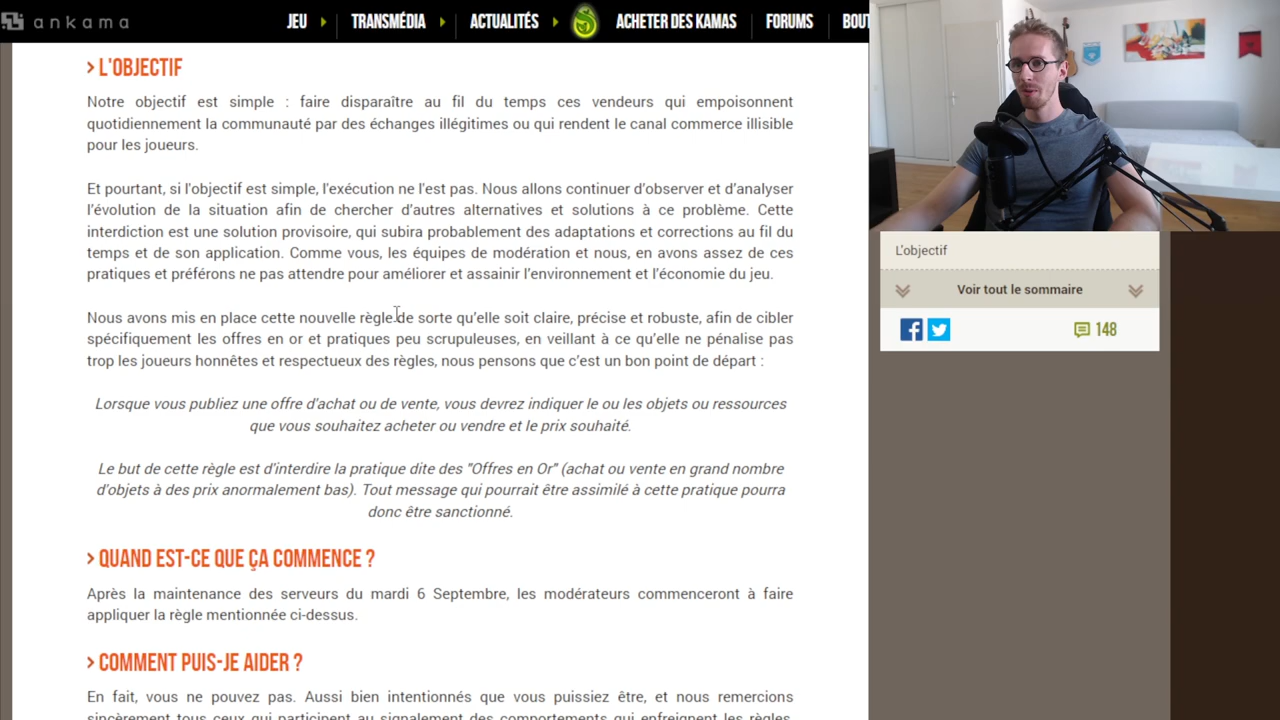 ankama
JEU TRANSMÉDIA ACTUALITÉS ACHETER DES KAMAS FORUMS BOUT
> L'OBJECTIF
Notre objectif est simple : faire disparaître au fil du temps ces vendeurs qui empoisonnent
quotidiennement la communauté par des échanges illégitimes ou qui rendent le canal commerce illisible
pour les joueurs.
Et pourtant, si l'objectif est simple, l'exécution ne l'est pas. Nous allons continuer d'observer et d'analyser
l'évolution de la situation afin de chercher d'autres alternatives et solutions à ce problème. Cette
interdiction est une solution provisoire, qui subira probablement des adaptations et corrections au fil du
temps et de son application. Comme vous, les équipes de modération et nous, en avons assez de ces
pratiques et préférons ne pas attendre pour améliorer et assainir l'environnement et l'économie du jeu.
Nous avons mis en place cette nouvelle règle de sorte qu'elle soit claire, précise et robuste, afin de cibler
spécifiquement les offres en or et pratiques peu scrupuleuses, en veillant à ce qu'elle ne pénalise pas
trop les joueurs honnêtes et respectueux des règles, nous pensons que c'est un bon point de départ :
Lorsque vous publiez une offre d'achat ou de vente, vous devrez indiquer le ou les objets ou ressources
que vous souhaitez acheter ou vendre et le prix souhaité.
Le but de cette règle est d'interdire la pratique dite des "Offres en Or" (achat ou vente en grand nombre
d'objets à des prix anormalement bas). Tout message qui pourrait être assimilé à cette pratique pourra
donc être sanctionné.
> QUAND EST-CE QUE ÇA COMMENCE ?
Après la maintenance des serveurs du mardi 6 Septembre, les modérateurs commenceront à faire
appliquer la règle mentionnée ci-dessus.
> COMMENT PUIS-JE AIDER ?
En fait, vous ne pouvez pas. Aussi bien intentionnés que vous puissiez être, et nous remercions
sincèrement tous ceux qui participent au signalement des comportements qui enfreignent les règles,
L'objectif
Voir tout le sommaire
148